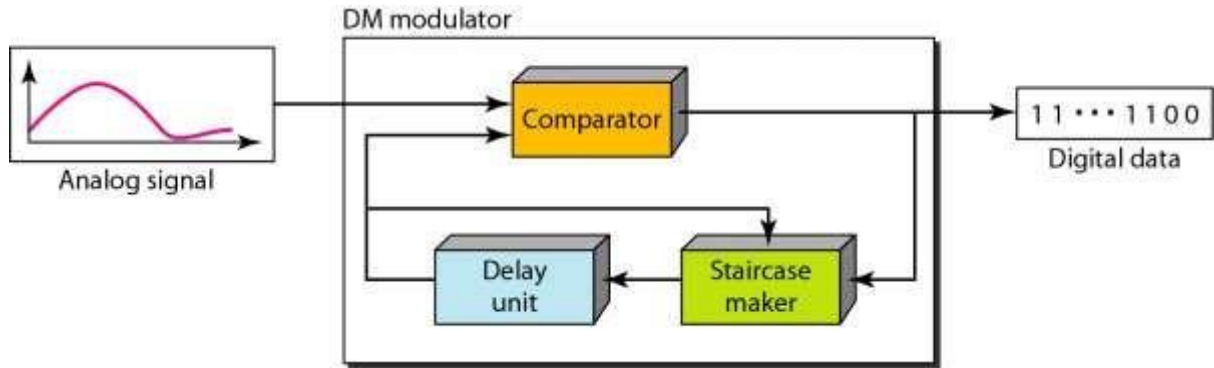 DM modulator
Comparator
11 ··· 1100
Analog signal
Digital data
Delay
unit
Staircase
maker